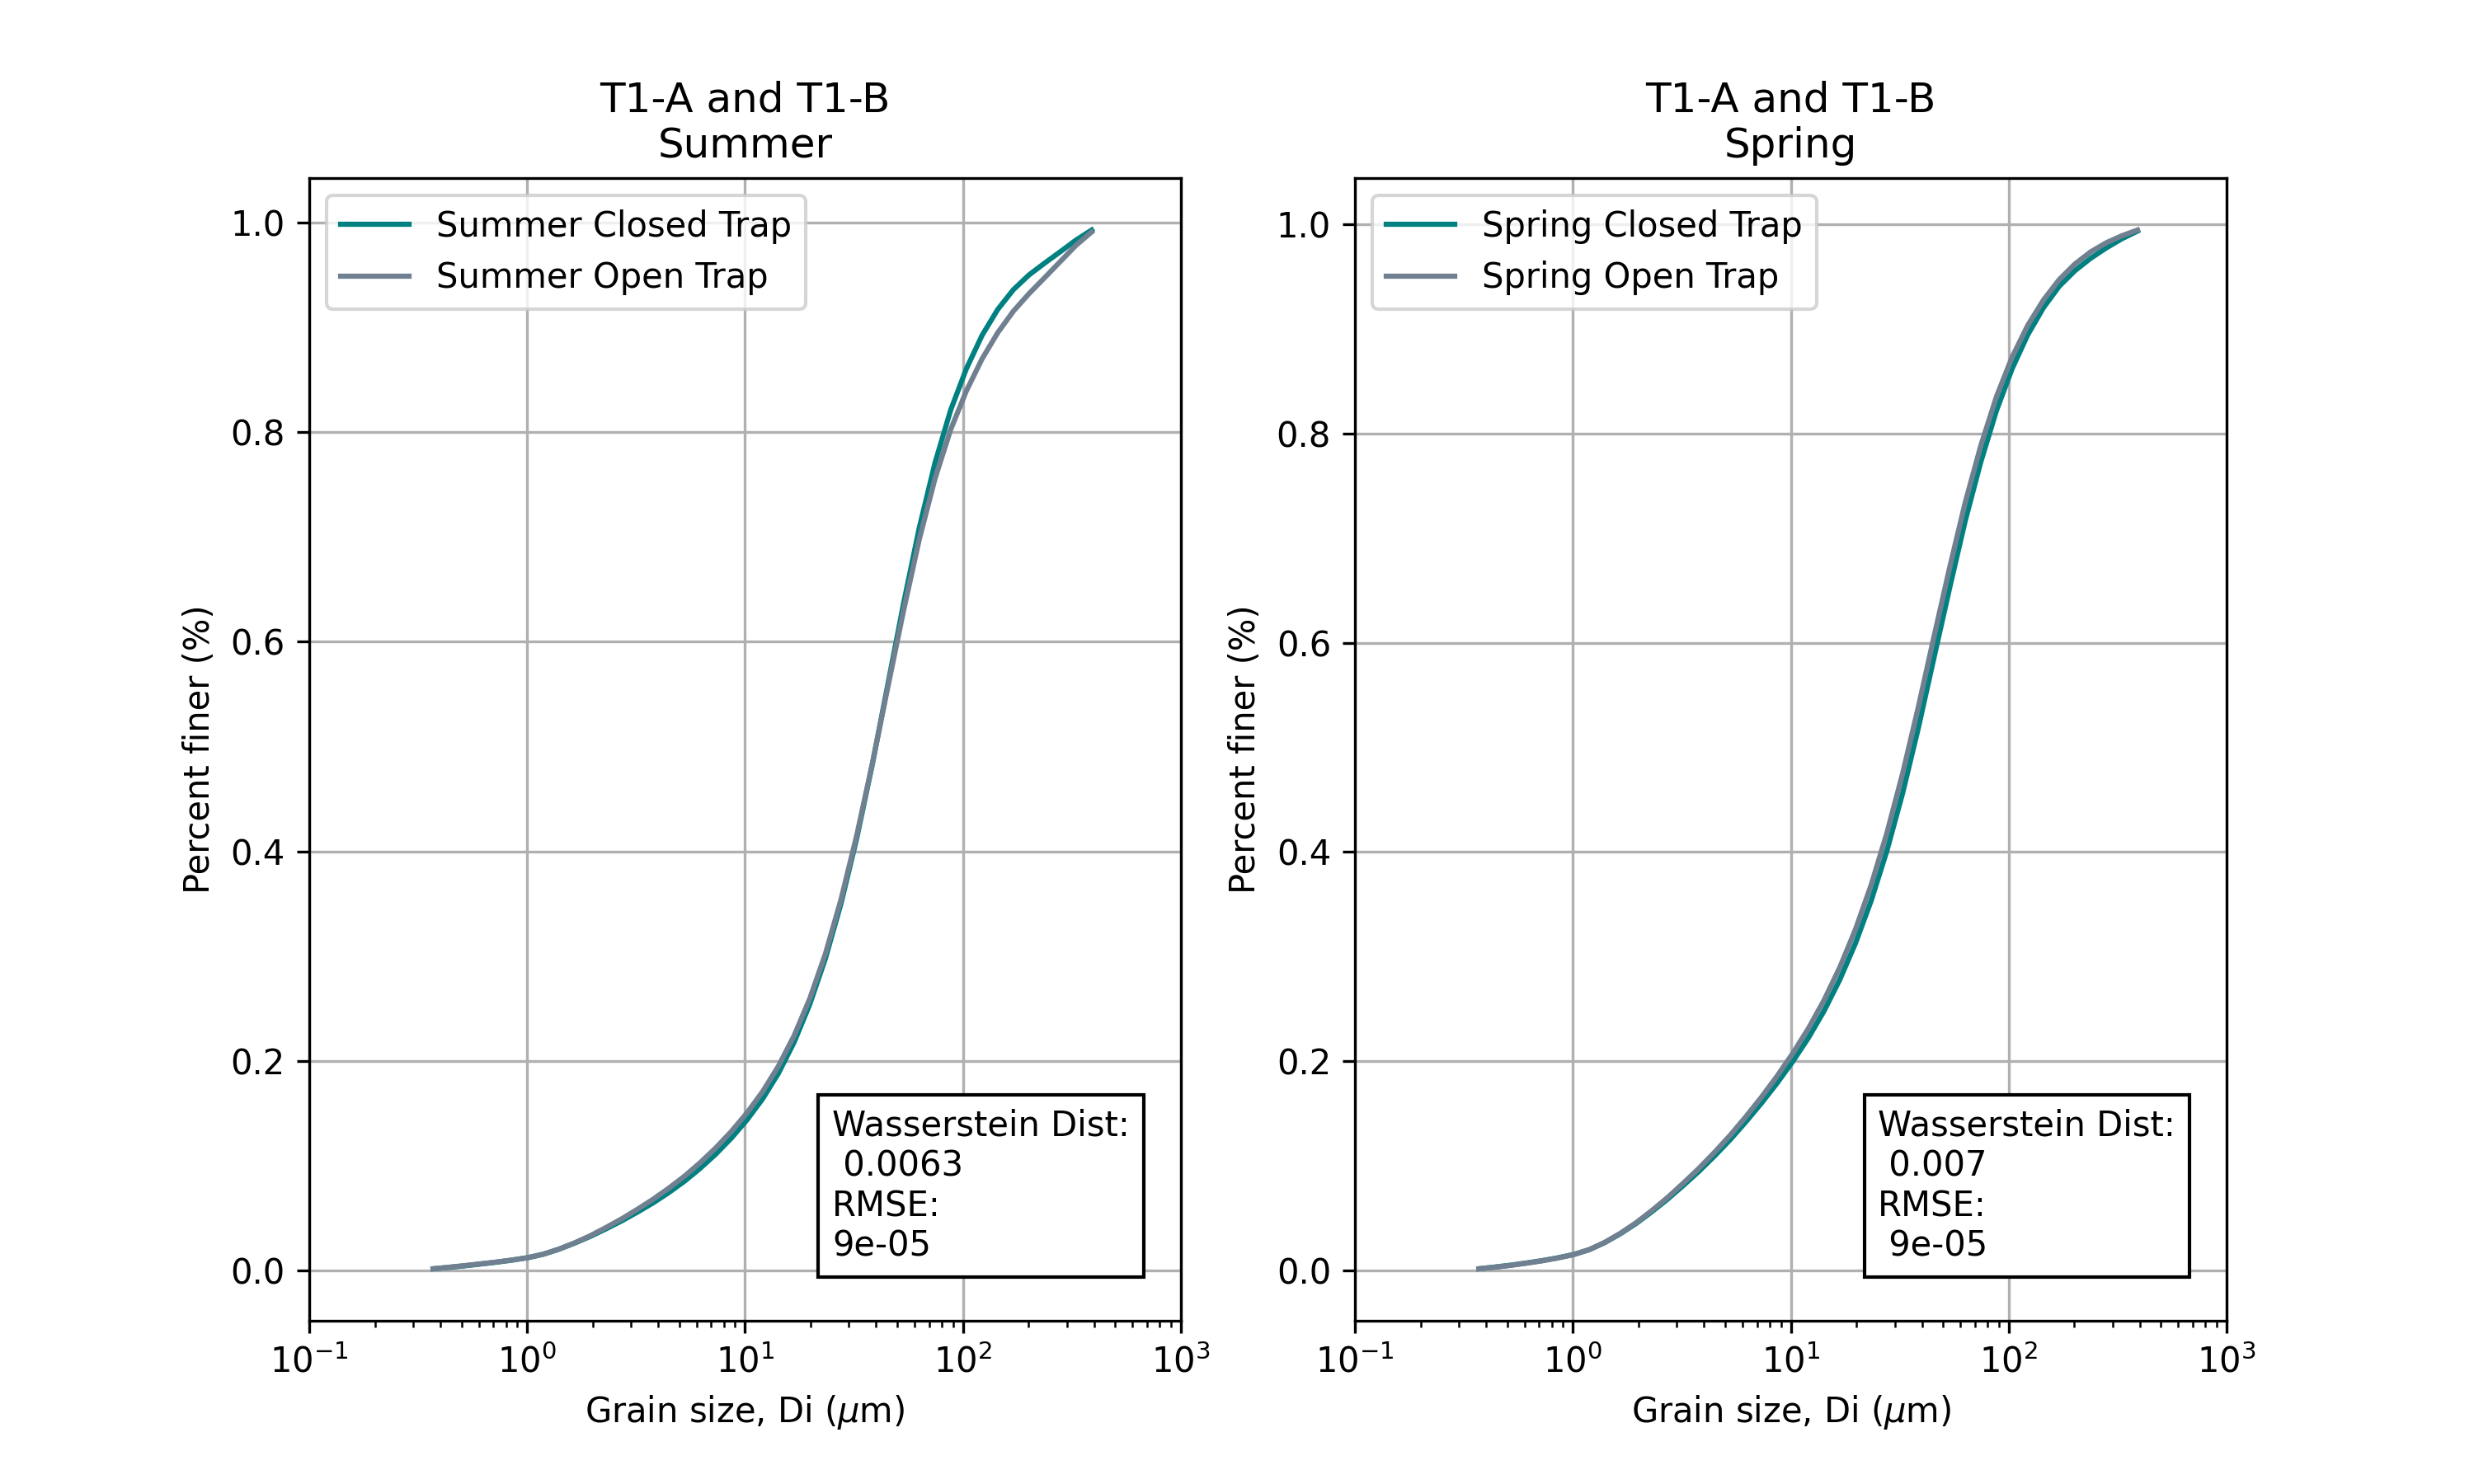 T1-A and T1-B
Summer
Summer Closed Trap
Summer Open Trap
1.0
0.8
0.6
0.4
0.2
0.0
Percent finer (%)
Wasserstein Dist:
0.0063
RMSE:
9e-05
10⁻¹ 10⁰ 10¹ 10² 10³
Grain size, Di (μm)
T1-A and T1-B
Spring
Spring Closed Trap
Spring Open Trap
1.0
0.8
0.6
0.4
0.2
0.0
Percent finer (%)
Wasserstein Dist:
0.007
RMSE:
9e-05
10⁻¹ 10⁰ 10¹ 10² 10³
Grain size, Di (μm)